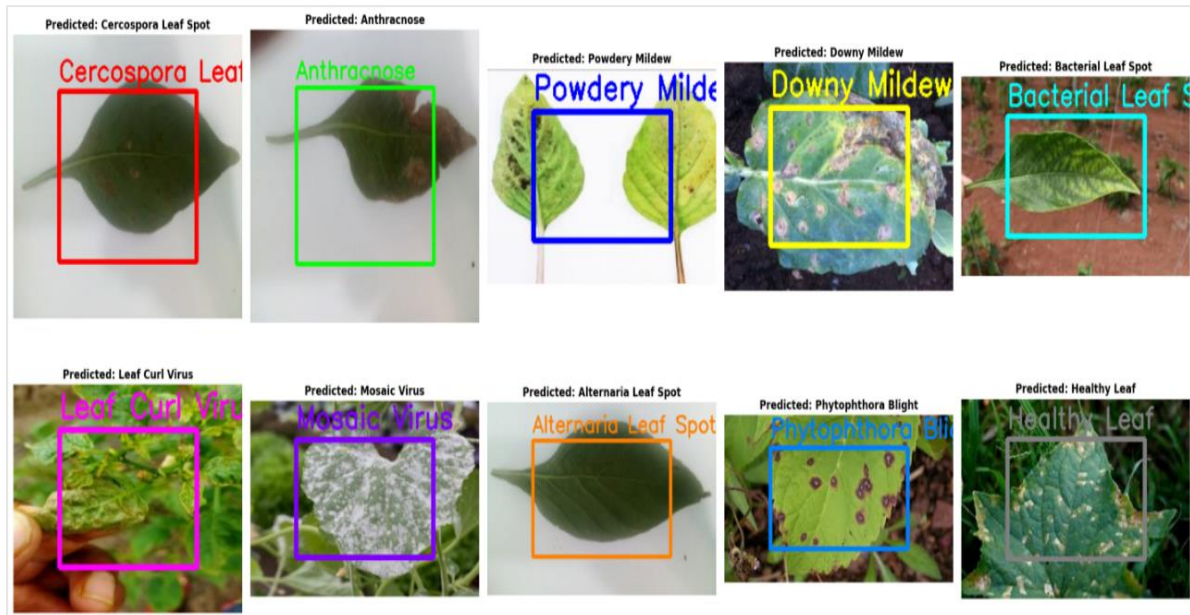 Predicted: Cercospora Leaf Spot
Cercospora Leaf
Predicted: Anthracnose
Anthracnose
Predicted: Powdery Mildew
Powdery Milde
Predicted: Downy Mildew
Downy Mildew
Predicted: Bacterial Leaf Spot
Bacterial Leaf S
Predicted: Leaf Curl Virus
Leaf Curl Viru
Predicted: Mosaic Virus
Mosaic Virus
Predicted: Alternaria Leaf Spot
Alternaria Leaf Spot
Predicted: Phytophthora Blight
Phytophthora Bli
Predicted: Healthy Leaf
Healthy Leaf